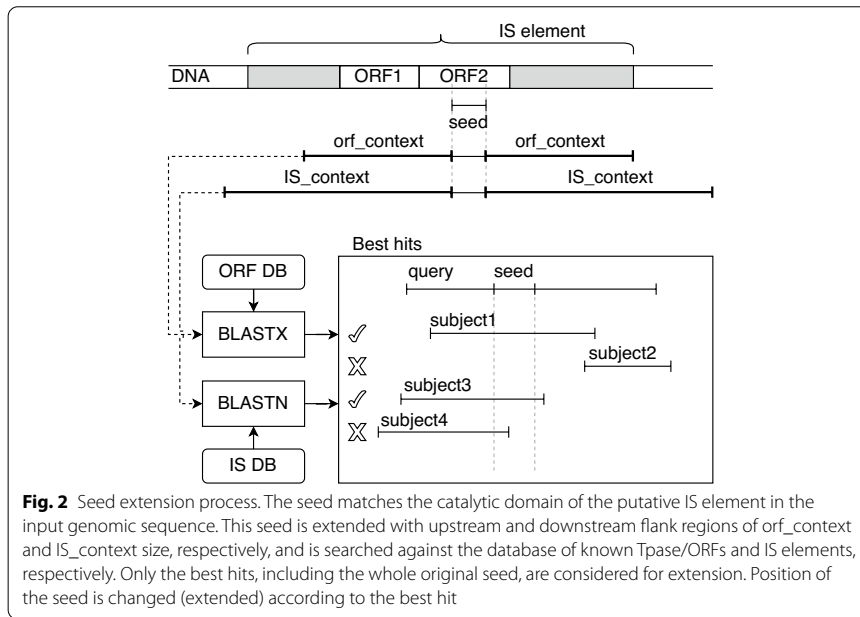 IS element
DNA ORF1 ORF2
seed
orf_context orf_context
IS_context IS_context
Best hits
ORF DB
query seed
BLASTX
subject1
subject2
BLASTN
subject3
subject4
IS DB
Fig. 2 Seed extension process. The seed matches the catalytic domain of the putative IS element in the
input genomic sequence. This seed is extended with upstream and downstream flank regions of orf_context
and IS_context size, respectively, and is searched against the database of known Tpase/ORFs and IS elements,
respectively. Only the best hits, including the whole original seed, are considered for extension. Position of
the seed is changed (extended) according to the best hit